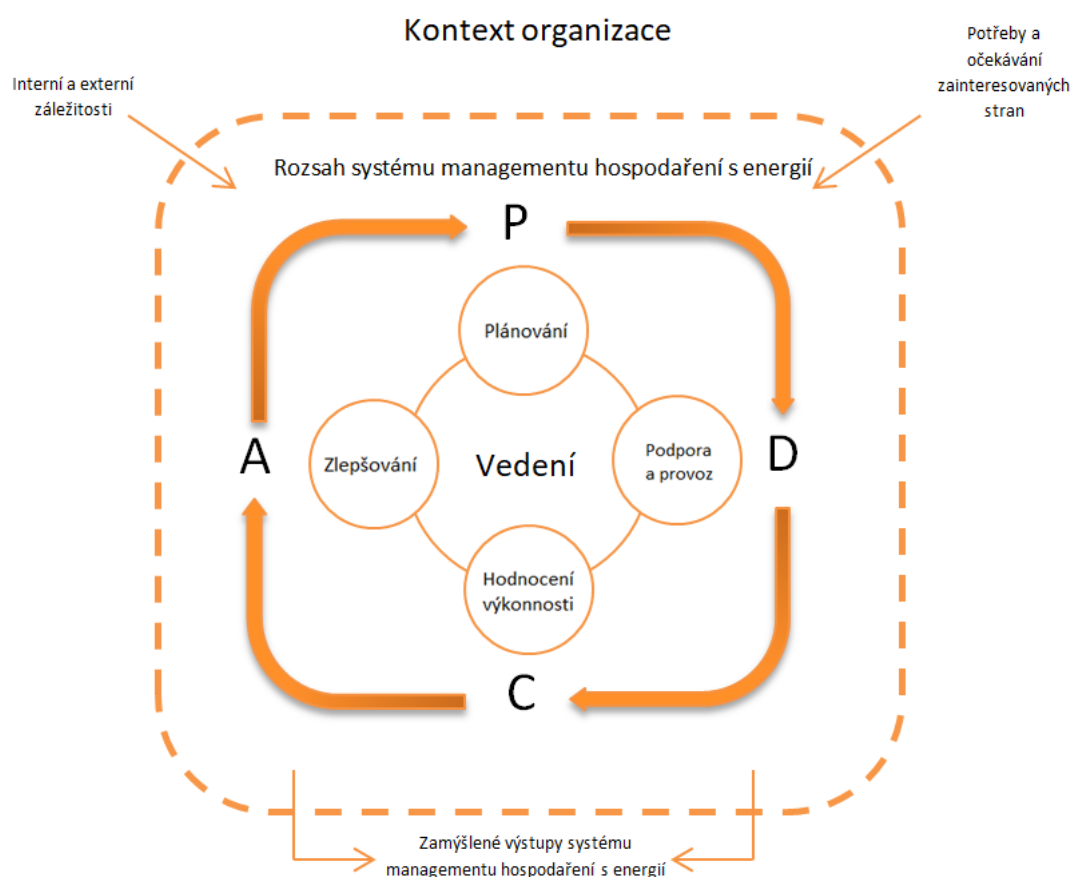 Kontext organizace
Potřeby a
očekávání
zainteresovaných
stran
Interní a externí
záležitosti
Rozsah systému managementu hospodaření s energií
P
Plánování
A
Zlepšování
Vedení
Podpora
a provoz
D
Hodnocení
výkonnosti
C
Zamýšlené výstupy systému
managementu hospodaření s energií